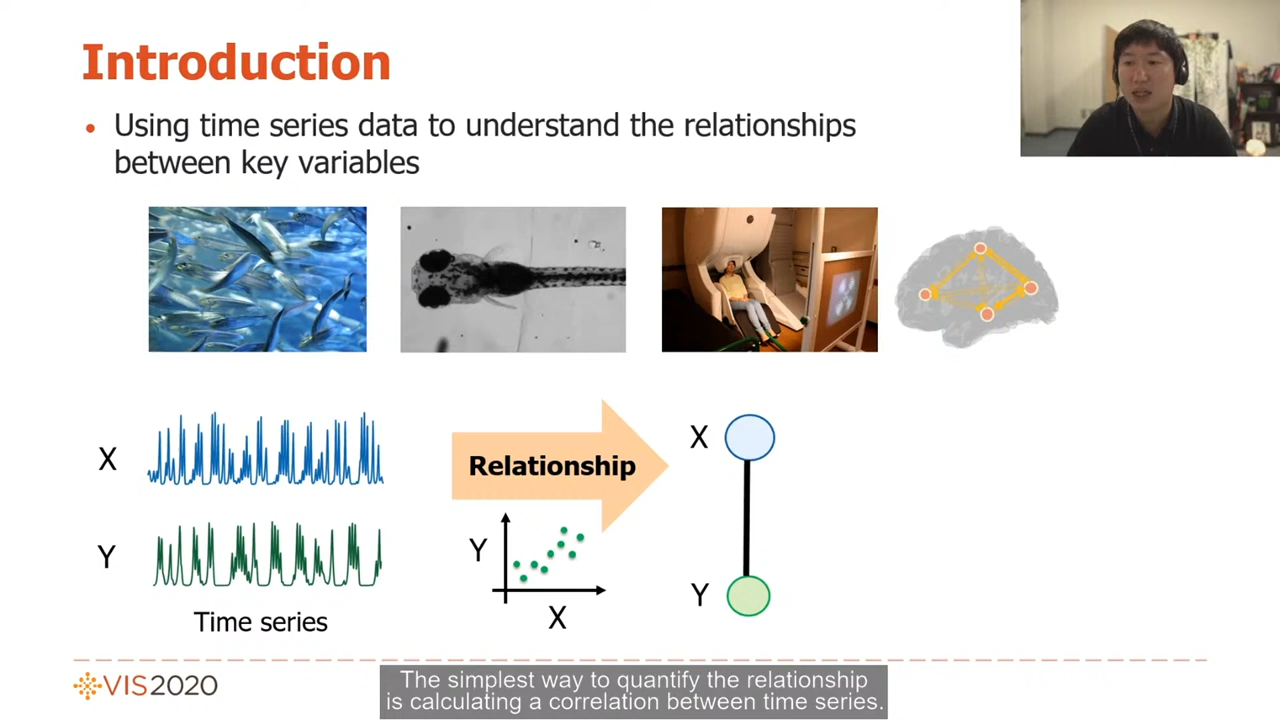 Introduction
• Using time series data to understand the relationships
between key variables
X
Y
Time series
Relationship
Y
X
X
Y
VIS2020
The simplest way to quantify the relationship
is calculating a correlation between time series.